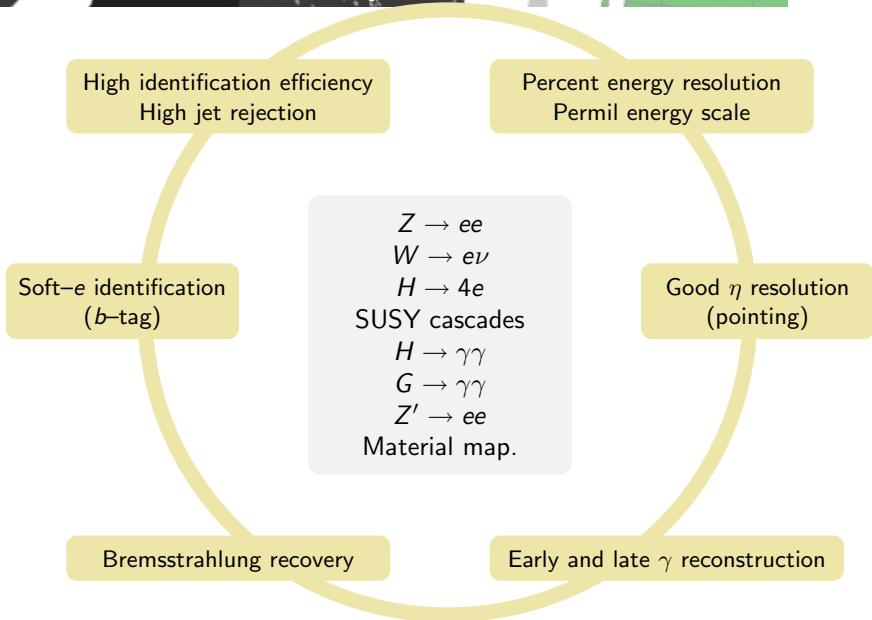 High identification efficiency
High jet rejection
Percent energy resolution
Permil energy scale
Soft–e identification
(b–tag)
Z → ee
W → eν
H → 4e
SUSY cascades
H → γγ
G → γγ
Z′ → ee
Material map.
Good η resolution
(pointing)
Bremsstrahlung recovery
Early and late γ reconstruction